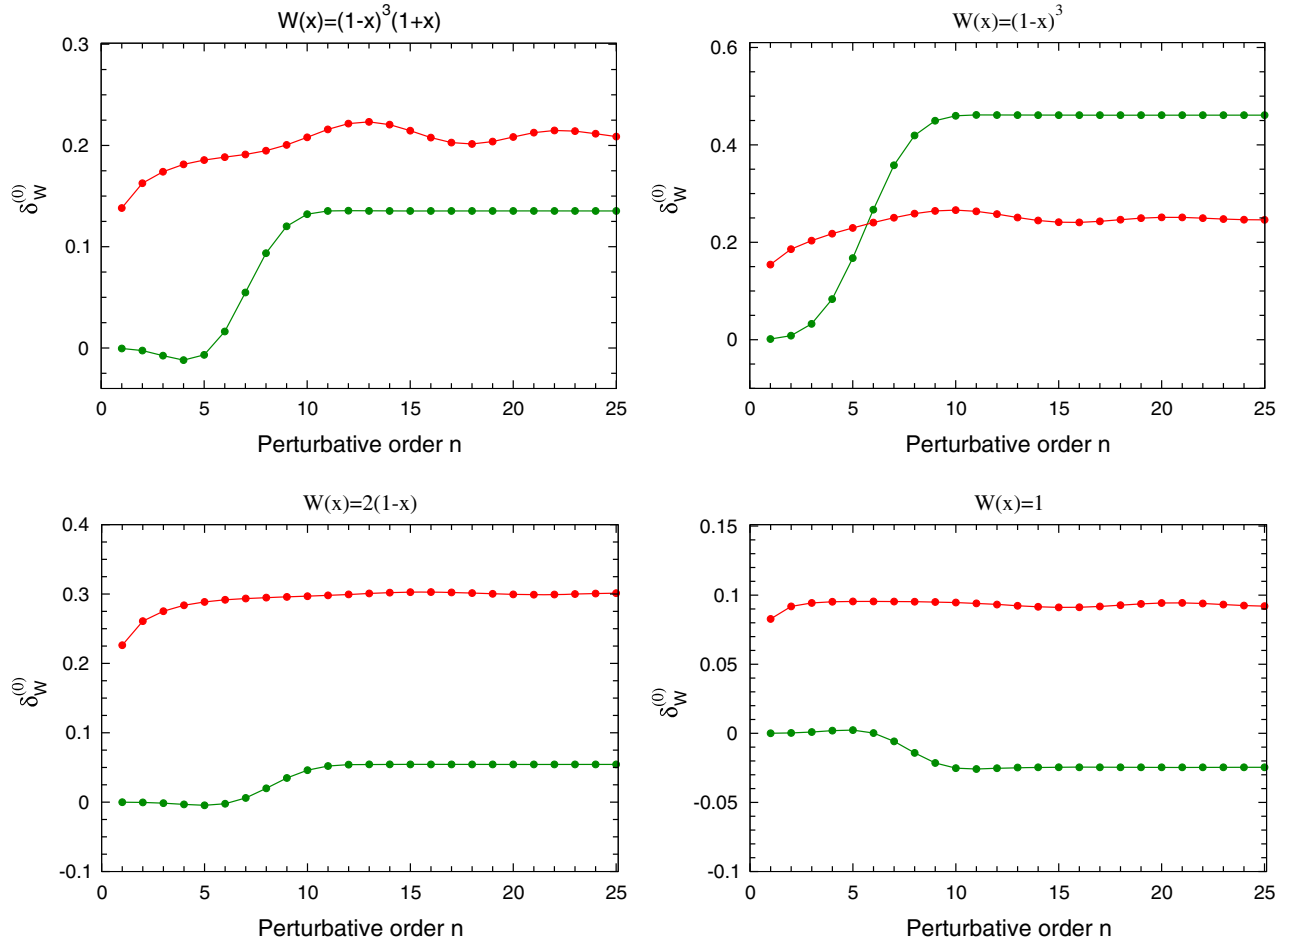 W(x)=(1-x)^3(1+x)
0.3
0.2
0.1
0
δ_W^(0)
0 5 10 15 20 25
Perturbative order n
W(x)=(1-x)^3
0.6
0.4
0.2
0
δ_W^(0)
0 5 10 15 20 25
Perturbative order n
W(x)=2(1-x)
0.4
0.3
0.2
0.1
0
-0.1
δ_W^(0)
0 5 10 15 20 25
Perturbative order n
W(x)=1
0.15
0.1
0.05
0
-0.05
-0.1
δ_W^(0)
0 5 10 15 20 25
Perturbative order n